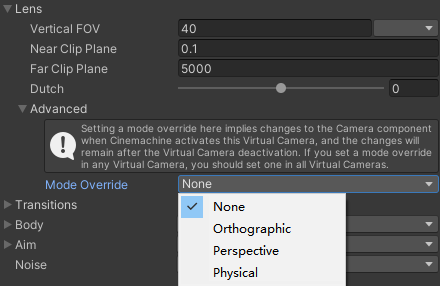 Lens
Vertical FOV 40
Near Clip Plane 0.1
Far Clip Plane 5000
Dutch 0
Advanced
Setting a mode override here implies changes to the Camera component
when Cinemachine activates this Virtual Camera, and the changes will
remain after the Virtual Camera deactivation. If you set a mode override
in any Virtual Camera, you should set one in all Virtual Cameras.
Mode Override None
Transitions
Body
Aim
Noise
None
Orthographic
Perspective
Physical